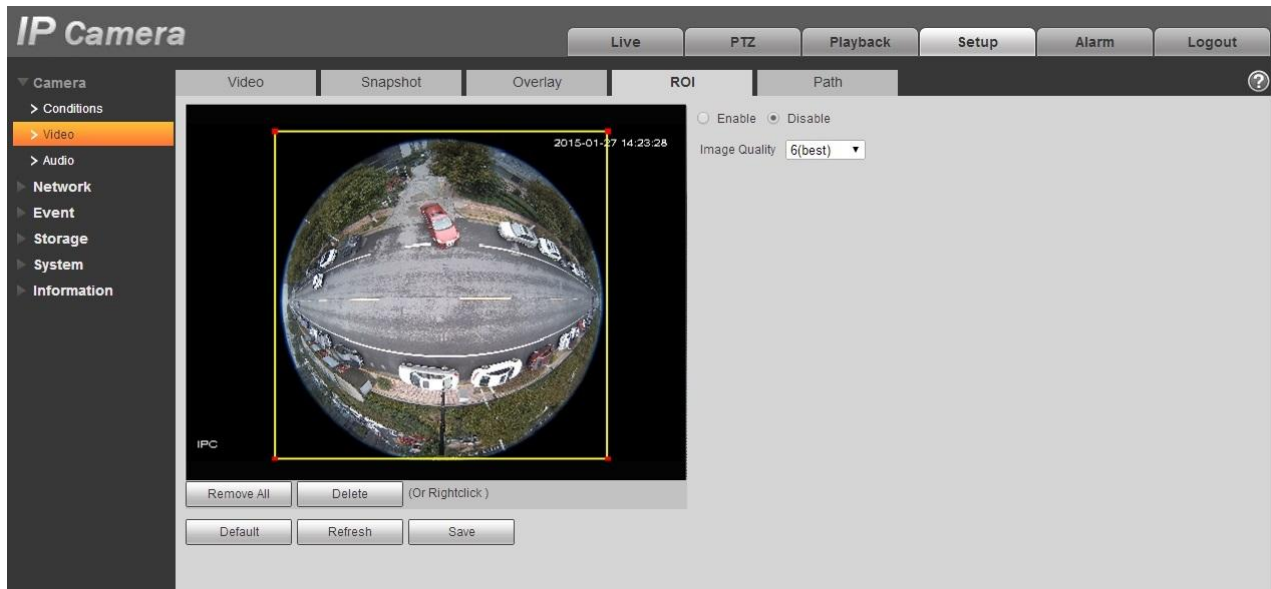 IP Camera
Live
PTZ
Playback
Setup
Alarm
Logout
Camera
> Conditions
> Video
> Audio
Network
Event
Storage
System
Information
Video
Snapshot
Overlay
ROI
Path
?
2015-01-27 14:23:28
IPC
Enable
Disable
Image Quality 6(best)
Remove All
Delete
(Or Rightclick )
Default
Refresh
Save